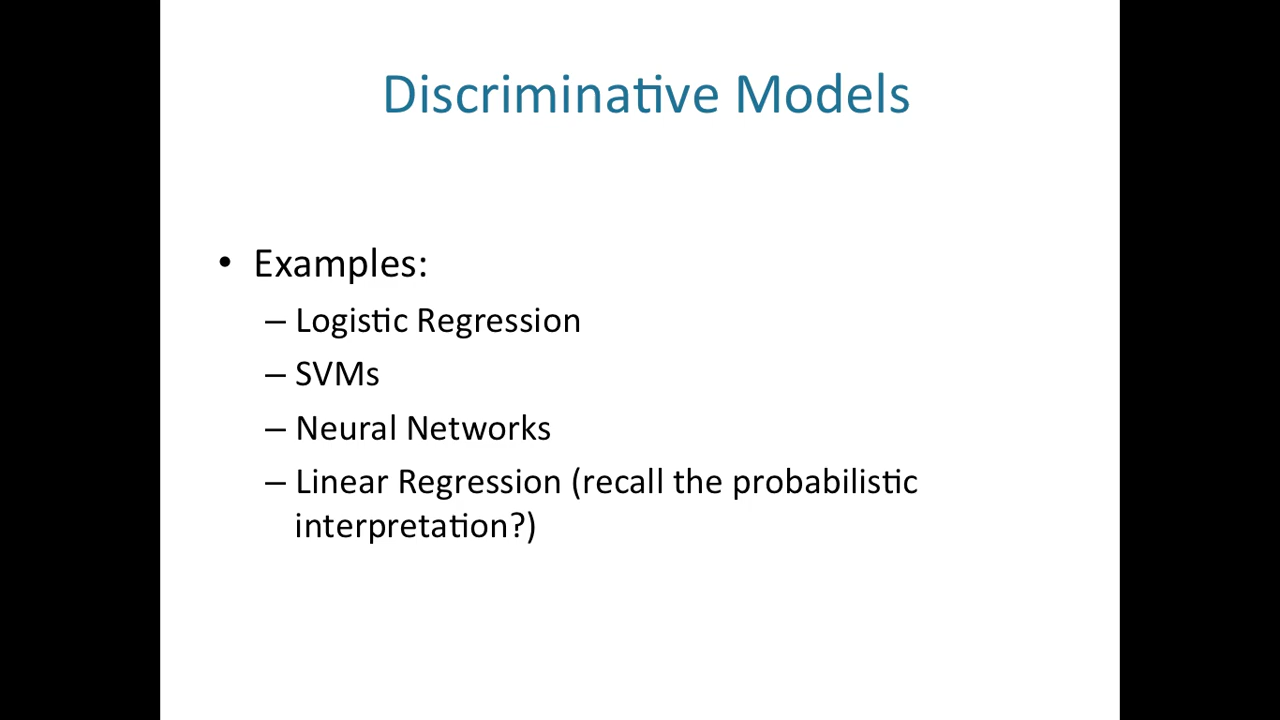 Discriminative Models
• Examples:
– Logistic Regression
– SVMs
– Neural Networks
– Linear Regression (recall the probabilistic
interpretation?)